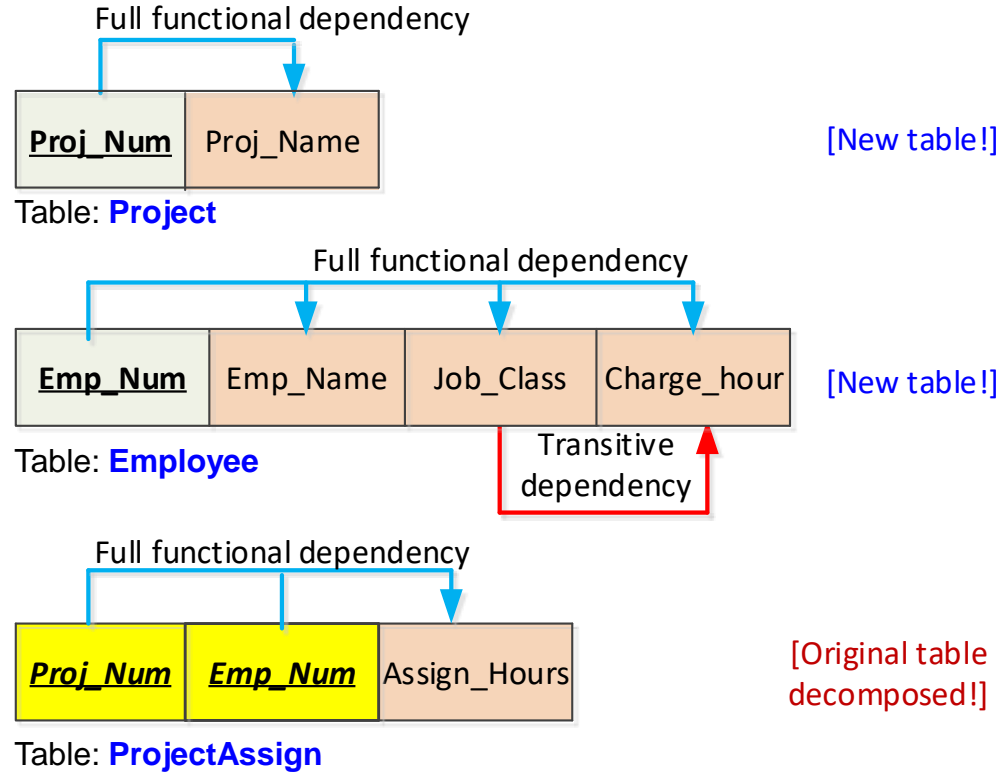 Full functional dependency
Proj_Num Proj_Name [New table!]
Table: Project
Full functional dependency
Emp_Num Emp_Name Job_Class Charge_hour [New table!]
Transitive
dependency
Table: Employee
Full functional dependency
Proj_Num Emp_Num Assign_Hours
[Original table
decomposed!]
Table: ProjectAssign